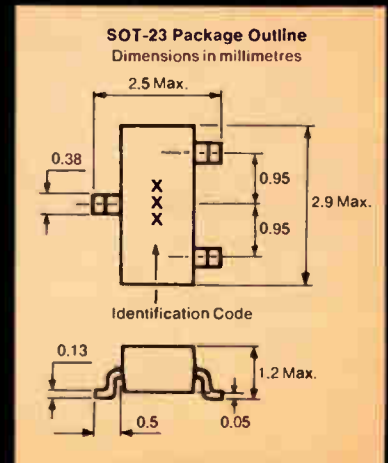 SOT-23 Package Outline
Dimensions in millimetres
2.5 Max.
0.38
0.95
X
X
X
2.9 Max.
0.95
Identification Code
0.13
1.2 Max.
0.5
0.05